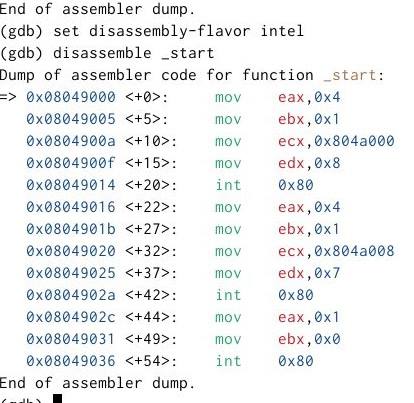 End of assembler dump.
(gdb) set disassembly-flavor intel
(gdb) disassemble _start
Dump of assembler code for function _start:
=> 0x08049000 <+0>: mov eax,0x4
0x08049005 <+5>: mov ebx,0x1
0x0804900a <+10>: mov ecx,0x804a000
0x0804900f <+15>: mov edx,0x8
0x08049014 <+20>: int 0x80
0x08049016 <+22>: mov eax,0x4
0x0804901b <+27>: mov ebx,0x1
0x08049020 <+32>: mov ecx,0x804a008
0x08049025 <+37>: mov edx,0x7
0x0804902a <+42>: int 0x80
0x0804902c <+44>: mov eax,0x1
0x08049031 <+49>: mov ebx,0x0
0x08049036 <+54>: int 0x80
End of assembler dump.
(gdb)